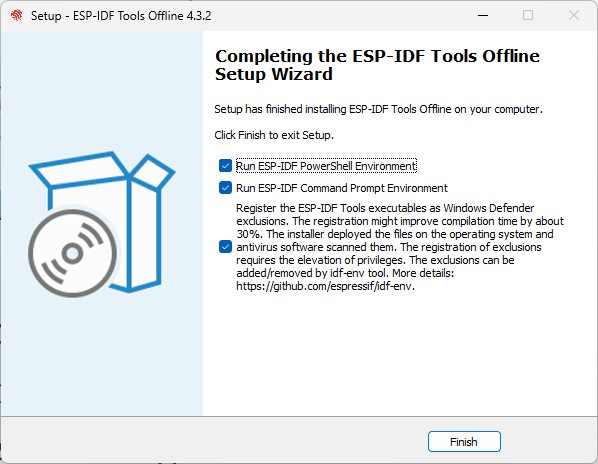 Setup - ESP-IDF Tools Offline 4.3.2
Completing the ESP-IDF Tools Offline
Setup Wizard
Setup has finished installing ESP-IDF Tools Offline on your computer.
Click Finish to exit Setup.
Run ESP-IDF PowerShell Environment
Run ESP-IDF Command Prompt Environment
Register the ESP-IDF Tools executables as Windows Defender
exclusions. The registration might improve compilation time by about
30%. The installer deployed the files on the operating system and
antivirus software scanned them. The registration of exclusions
requires the elevation of privileges. The exclusions can be
added/removed by idf-env tool. More details:
https://github.com/espressif/idf-env.
Finish